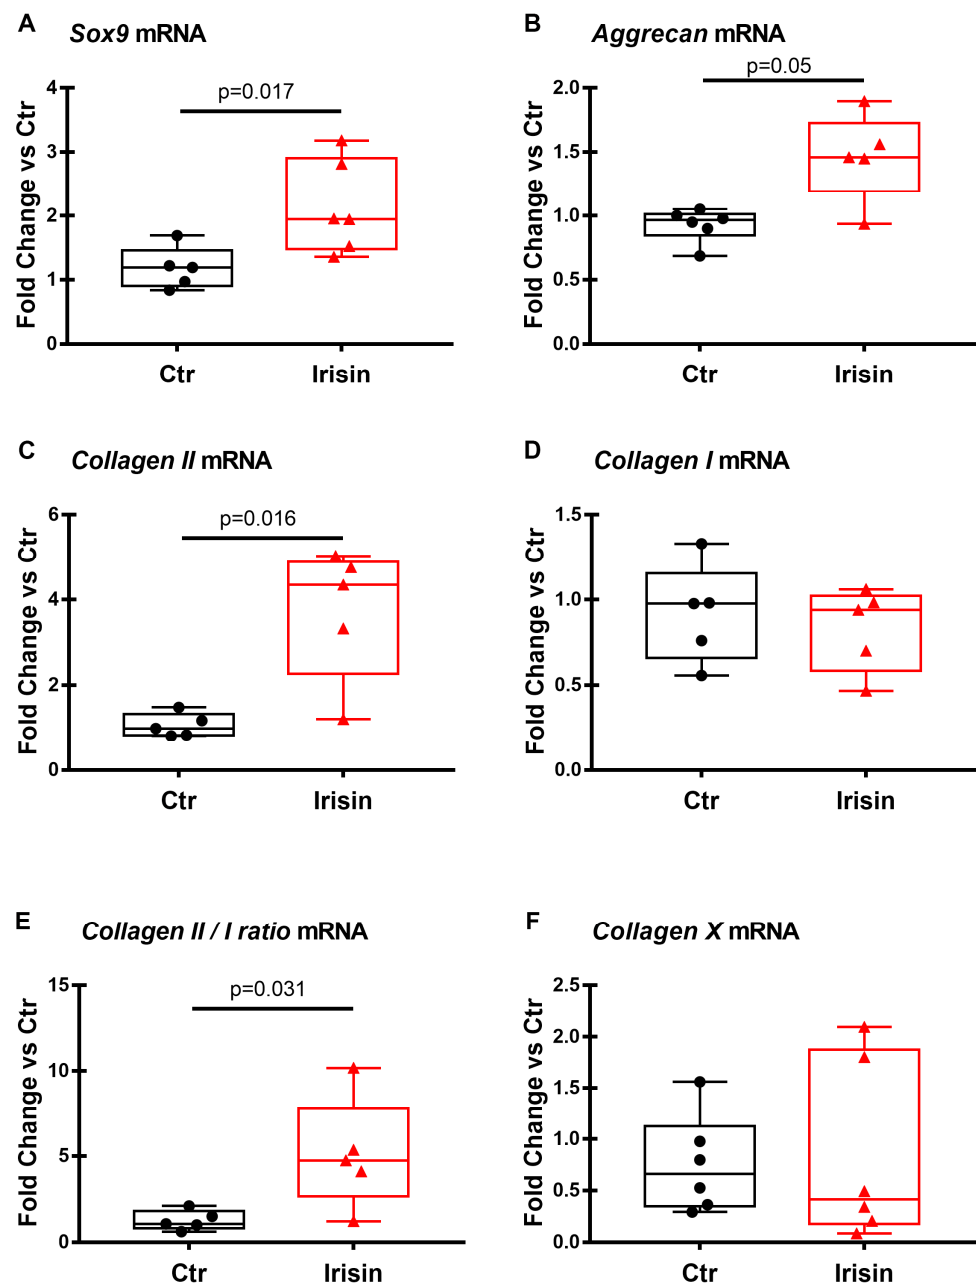 A
Sox9 mRNA
p=0.017
Fold Change vs Ctr
4
3
2
1
0
Ctr
Irisin
B
Aggrecan mRNA
p=0.05
Fold Change vs Ctr
2.0
1.5
1.0
0.5
0.0
Ctr
Irisin
C
Collagen II mRNA
p=0.016
Fold Change vs Ctr
6
4
2
0
Ctr
Irisin
D
Collagen I mRNA
Fold Change vs Ctr
1.5
1.0
0.5
0.0
Ctr
Irisin
E
Collagen II / I ratio mRNA
p=0.031
Fold Change vs Ctr
15
10
5
0
Ctr
Irisin
F
Collagen X mRNA
Fold Change vs Ctr
2.5
2.0
1.5
1.0
0.5
0.0
Ctr
Irisin